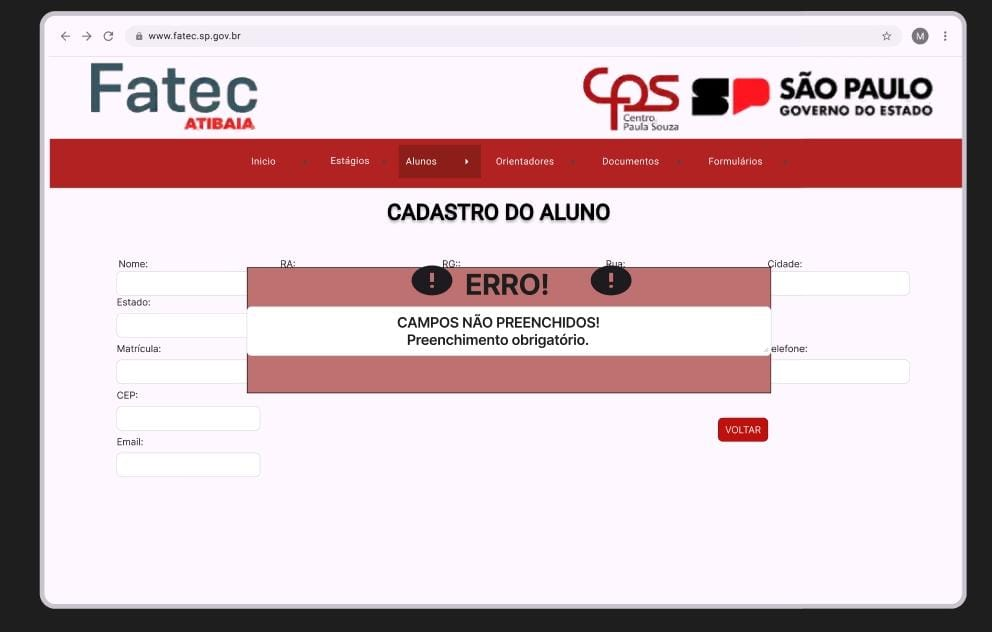 www.fatec.sp.gov.br
M
Fatec
ATIBAIA
CPS
Centro
Paula Souza
SP
SÃO PAULO
GOVERNO DO ESTADO
Inicio Estágios Alunos Orientadores Documentos Formulários
CADASTRO DO ALUNO
Nome: RA: RG:: Rua: Cidade:
! ERRO! !
Estado:
CAMPOS NÃO PREENCHIDOS!
Preenchimento obrigatório.
Matrícula: elefone:
CEP:
VOLTAR
Email: